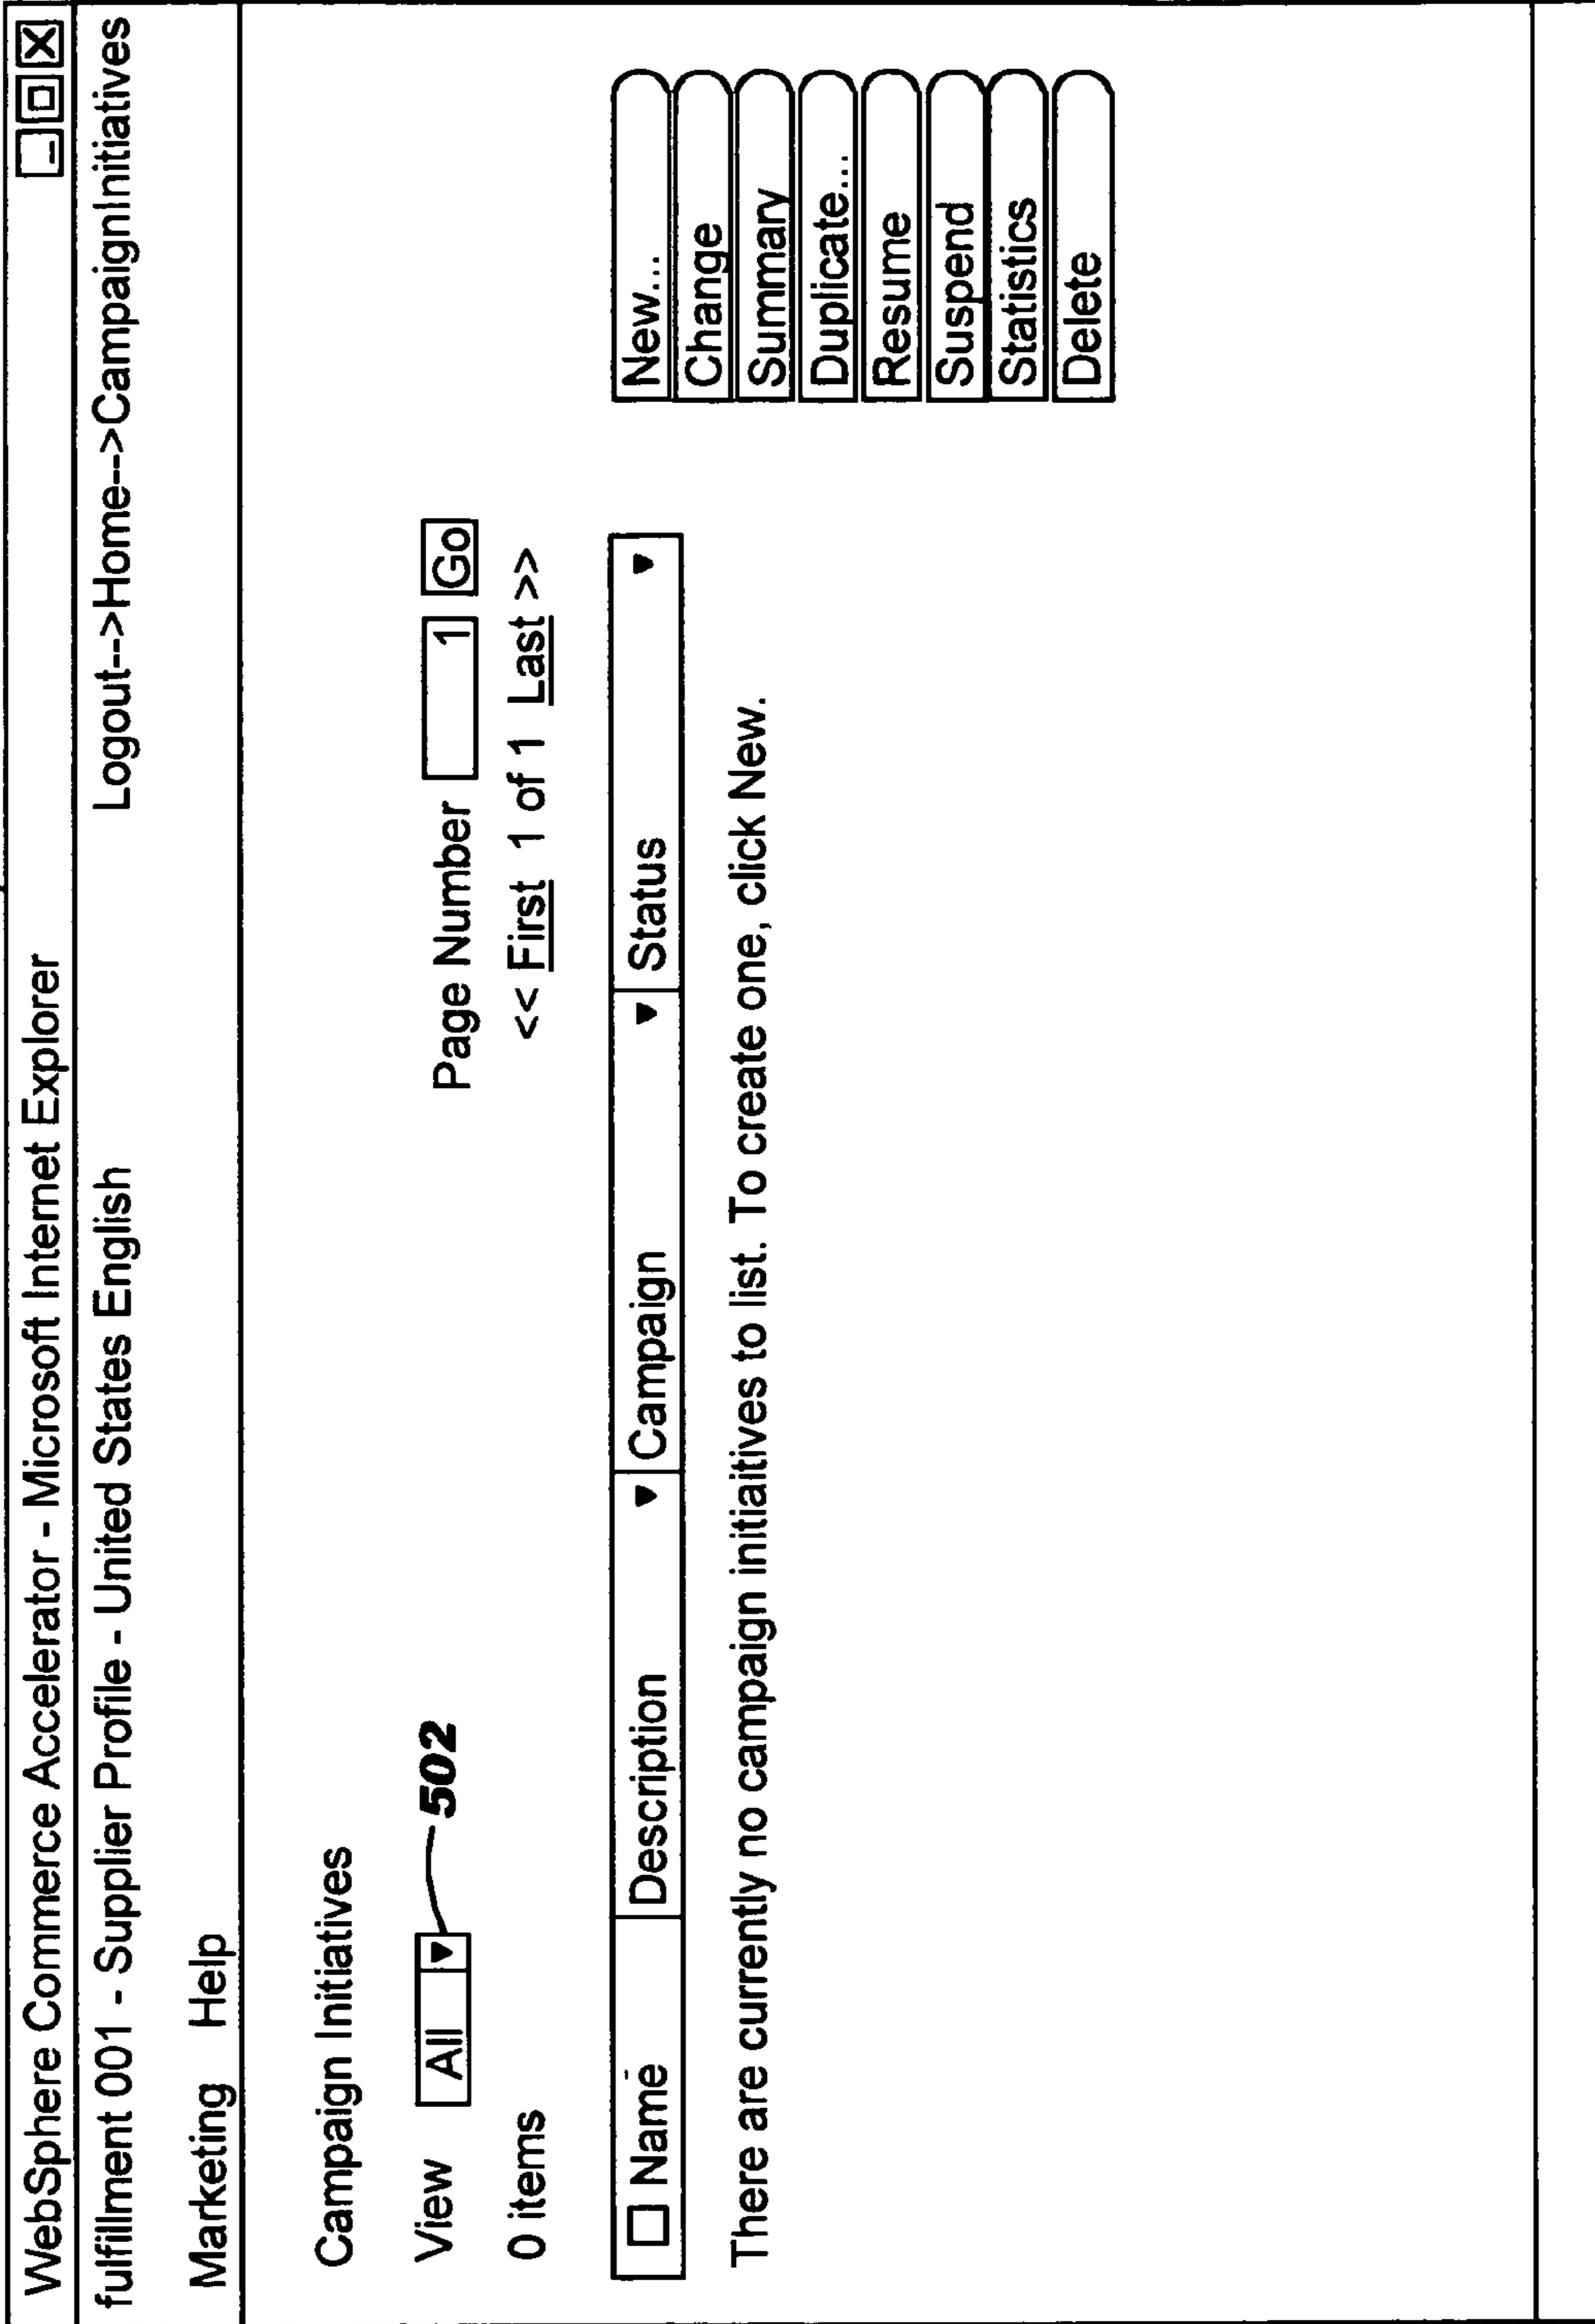 WebSphere Commerce Accelerator - Microsoft Internet Explorer
fulfillment 001 - Supplier Profile - United States English Logout-->Home-->CampaignInitiatives
Marketing Help
Campaign Initiatives
View All 502 Page Number 1 Go
0 items << First 1 of 1 Last >>
Name Description Campaign Status
New...
Change
Summary
Duplicate...
Resume
Suspend
Statistics
Delete
There are currently no campaign initiaitives to list. To create one, click New.